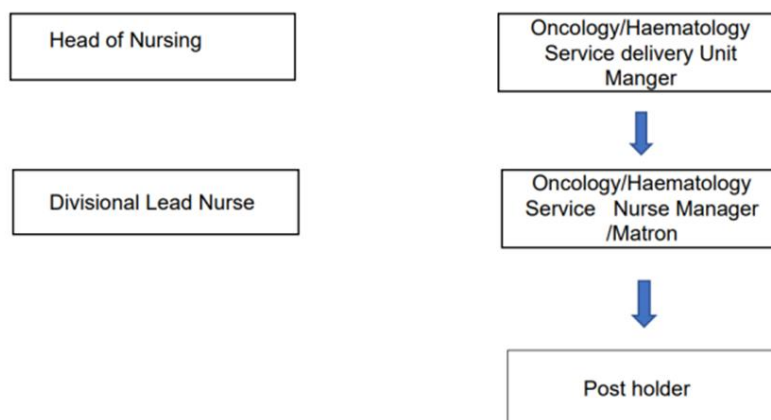 Head of Nursing
Oncology/Haematology
Service delivery Unit
Manger
Divisional Lead Nurse
Oncology/Haematology
Service Nurse Manager
/Matron
Post holder